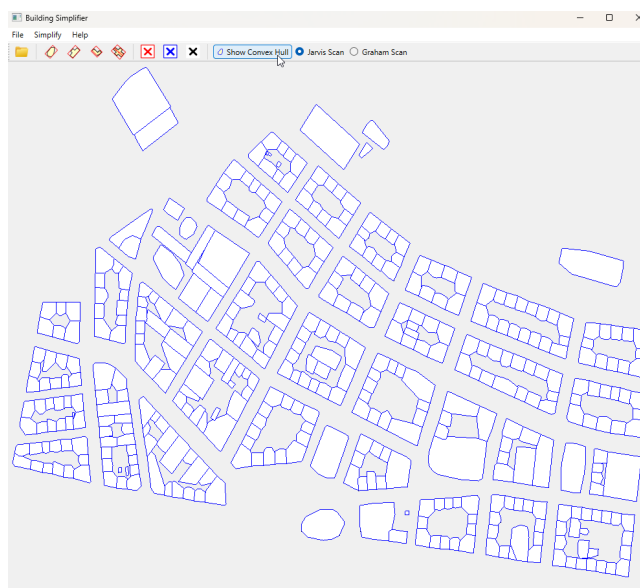 Building Simplifier
File Simplify Help
Show Convex Hull Jarvis Scan Graham Scan